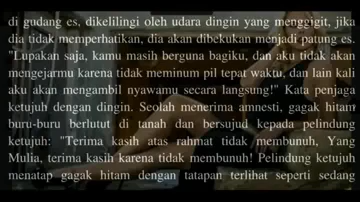 di gudang es, dikelilingi oleh udara dingin yang menggigit, jika
dia tidak memperhatikan, dia akan dibekukan menjadi patung es.
"Lupakan saja, kamu masih berguna bagiku, dan aku tidak akan
mengejarmu karena tidak meminum pil tepat waktu, dan lain kali
aku akan mengambil nyawamu secara langsung!" Kata penjaga
ketujuh dengan dingin. Seolah menerima amnesti, gagak hitam
buru-buru berlutut di tanah dan bersujud kepada pelindung
ketujuh: "Terima kasih atas rahmat tidak membunuh, Yang
Mulia, terima kasih karena tidak membunuh! Pelindung ketujuh
menatap gagak hitam dengan tatapan terlihat seperti sedang